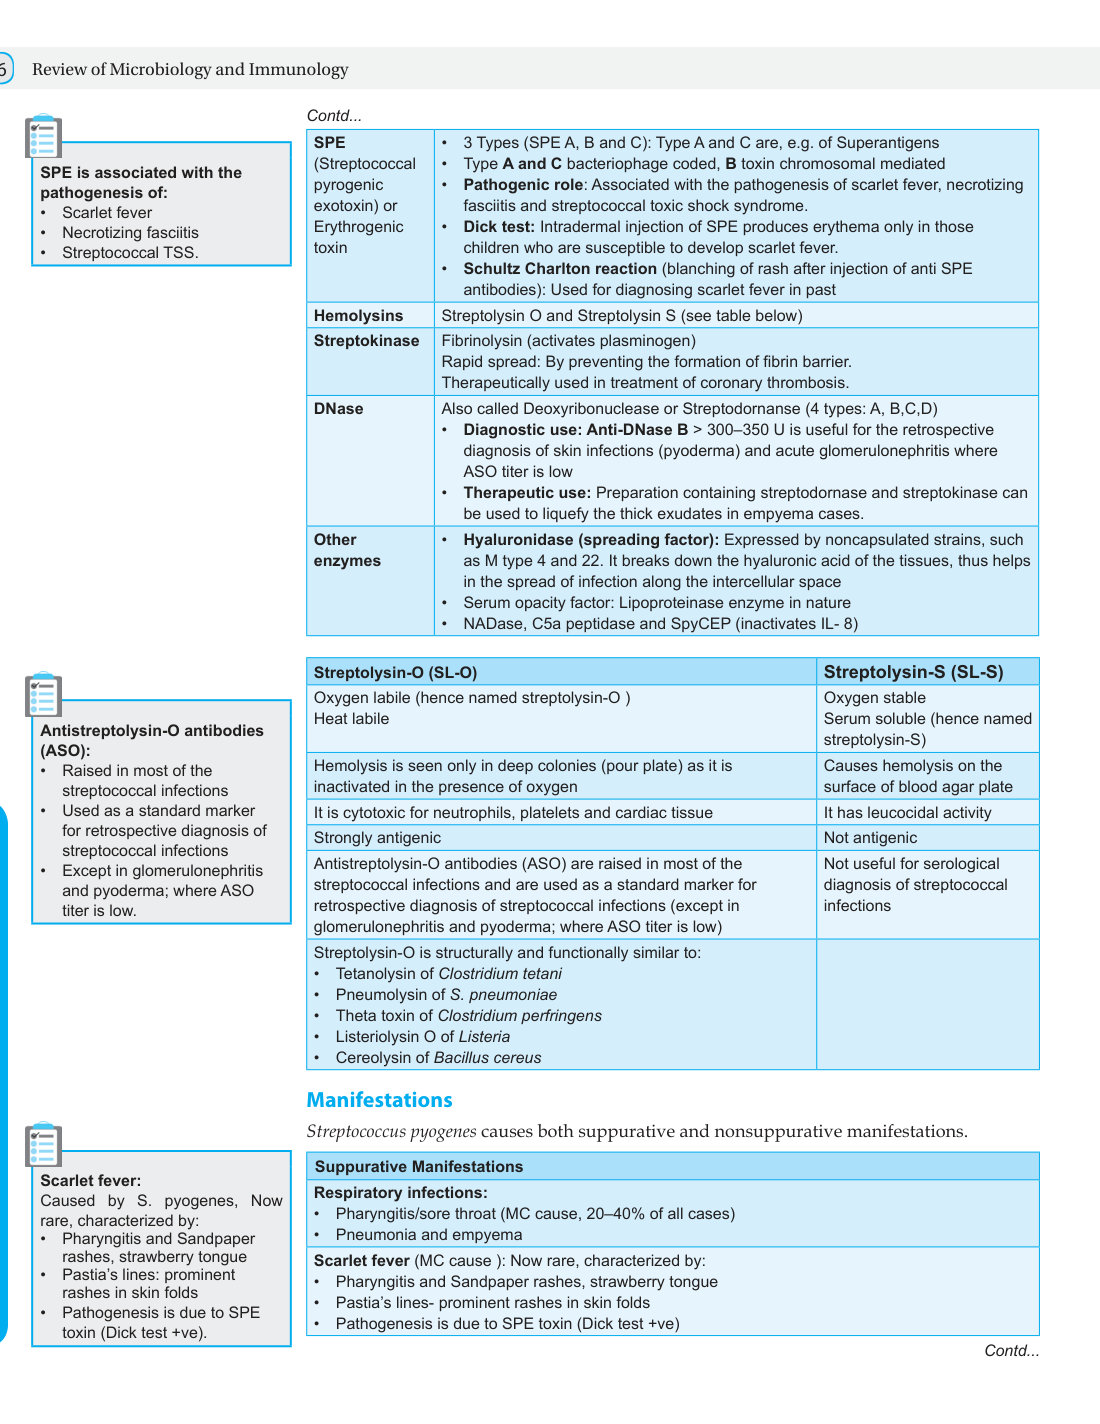 6 Review of Microbiology and Immunology
SPE is associated with the
pathogenesis of:
• Scarlet fever
• Necrotizing fasciitis
• Streptococcal TSS.
Contd...
SPE
(Streptococcal
pyrogenic
exotoxin) or
Erythrogenic
toxin
• 3 Types (SPE A, B and C): Type A and C are, e.g. of Superantigens
• Type A and C bacteriophage coded, B toxin chromosomal mediated
• Pathogenic role: Associated with the pathogenesis of scarlet fever, necrotizing
fasciitis and streptococcal toxic shock syndrome.
• Dick test: Intradermal injection of SPE produces erythema only in those
children who are susceptible to develop scarlet fever.
• Schultz Charlton reaction (blanching of rash after injection of anti SPE
antibodies): Used for diagnosing scarlet fever in past
Hemolysins
Streptolysin O and Streptolysin S (see table below)
Streptokinase
Fibrinolysin (activates plasminogen)
Rapid spread: By preventing the formation of fibrin barrier.
Therapeutically used in treatment of coronary thrombosis.
DNase
Also called Deoxyribonuclease or Streptodornanse (4 types: A, B,C,D)
• Diagnostic use: Anti-DNase B > 300–350 U is useful for the retrospective
diagnosis of skin infections (pyoderma) and acute glomerulonephritis where
ASO titer is low
• Therapeutic use: Preparation containing streptodornase and streptokinase can
be used to liquefy the thick exudates in empyema cases.
Other
enzymes
• Hyaluronidase (spreading factor): Expressed by noncapsulated strains, such
as M type 4 and 22. It breaks down the hyaluronic acid of the tissues, thus helps
in the spread of infection along the intercellular space
• Serum opacity factor: Lipoproteinase enzyme in nature
• NADase, C5a peptidase and SpyCEP (inactivates IL- 8)
Antistreptolysin-O antibodies
(ASO):
• Raised in most of the
streptococcal infections
• Used as a standard marker
for retrospective diagnosis of
streptococcal infections
• Except in glomerulonephritis
and pyoderma; where ASO
titer is low.
Streptolysin-O (SL-O)
Streptolysin-S (SL-S)
Oxygen labile (hence named streptolysin-O )
Heat labile
Oxygen stable
Serum soluble (hence named
streptolysin-S)
Hemolysis is seen only in deep colonies (pour plate) as it is
inactivated in the presence of oxygen
Causes hemolysis on the
surface of blood agar plate
It is cytotoxic for neutrophils, platelets and cardiac tissue
It has leucocidal activity
Strongly antigenic
Not antigenic
Antistreptolysin-O antibodies (ASO) are raised in most of the
streptococcal infections and are used as a standard marker for
retrospective diagnosis of streptococcal infections (except in
glomerulonephritis and pyoderma; where ASO titer is low)
Not useful for serological
diagnosis of streptococcal
infections
Streptolysin-O is structurally and functionally similar to:
• Tetanolysin of Clostridium tetani
• Pneumolysin of S. pneumoniae
• Theta toxin of Clostridium perfringens
• Listeriolysin O of Listeria
• Cereolysin of Bacillus cereus
Manifestations
Streptococcus pyogenes causes both suppurative and nonsuppurative manifestations.
Scarlet fever:
Caused by S. pyogenes, Now
rare, characterized by:
• Pharyngitis and Sandpaper
rashes, strawberry tongue
• Pastia's lines: prominent
rashes in skin folds
• Pathogenesis is due to SPE
toxin (Dick test +ve).
Suppurative Manifestations
Respiratory infections:
• Pharyngitis/sore throat (MC cause, 20–40% of all cases)
• Pneumonia and empyema
Scarlet fever (MC cause ): Now rare, characterized by:
• Pharyngitis and Sandpaper rashes, strawberry tongue
• Pastia's lines- prominent rashes in skin folds
• Pathogenesis is due to SPE toxin (Dick test +ve)
Contd...